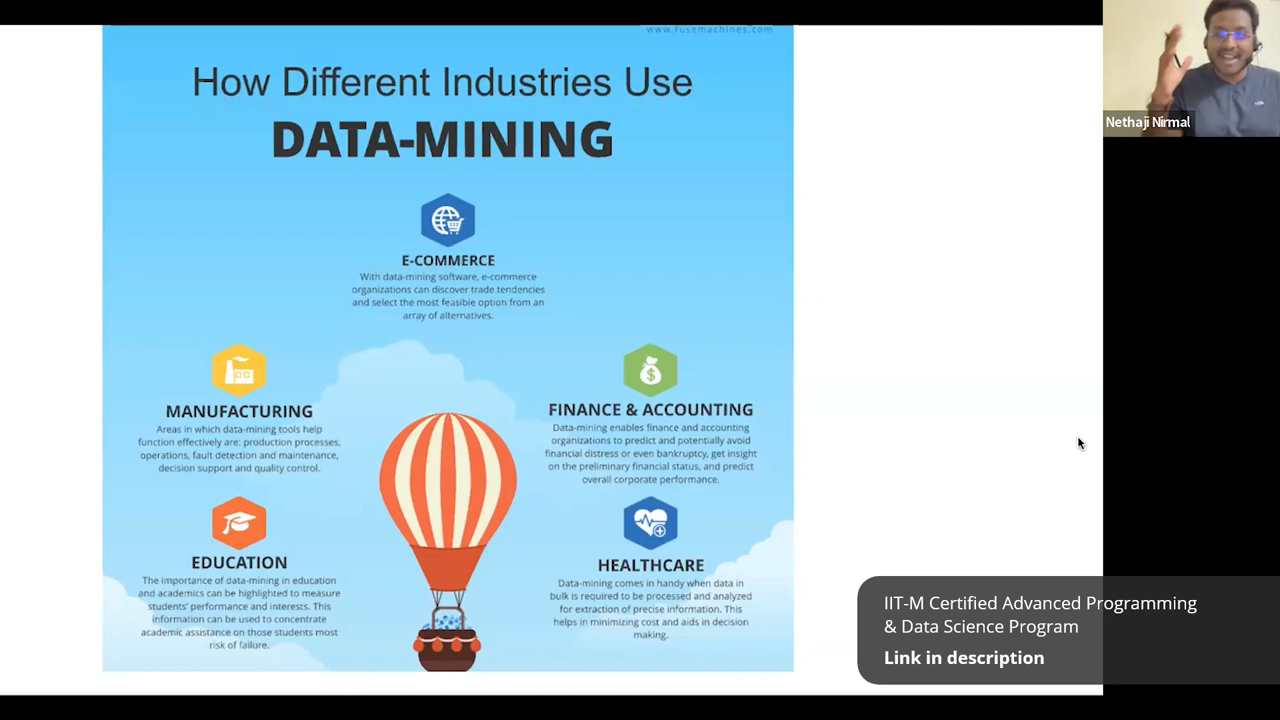 www.fusemachines.com
How Different Industries Use
DATA-MINING
E-COMMERCE
With data-mining software, e-commerce
organizations can discover trade tendencies
and select the most feasible option from an
array of alternatives.
MANUFACTURING
Areas in which data-mining tools help
function effectively are: production processes,
operations, fault detection and maintenance,
decision support and quality control.
FINANCE & ACCOUNTING
Data-mining enables finance and accounting
organizations to predict and potentially avoid
financial distress or even bankruptcy, get insight
on the preliminary financial status, and predict
overall corporate performance.
EDUCATION
The importance of data-mining in education
and academics can be highlighted to measure
students' performance and interests. This
information can be used to concentrate
academic assistance on those students most
risk of failure.
HEALTHCARE
Data-mining comes in handy when data in
bulk is required to be processed and analyzed
for extraction of precise information. This
helps in minimizing cost and aids in decision
making.
Nethaji Nirmal
IIT-M Certified Advanced Programming
& Data Science Program
Link in description